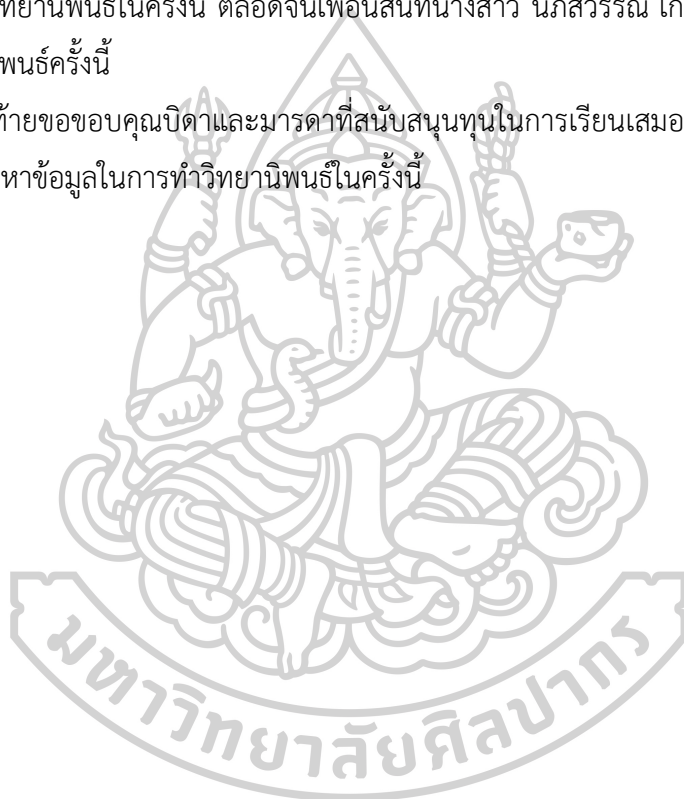 ทยานิพนธ์ในครั้งนี้ ตลอดจนเพื่อนสนิทนางสาว นภสวรรณ
พนธ์ครั้งนี้
ท้ายขอขอบคุณบิดาและมารดาที่สนับสนุนทุนในการเรียนเสมอ
หาข้อมูลในการทำวิทยานิพนธ์ในครั้งนี้
มหาวิทยาลัยศิลปากร